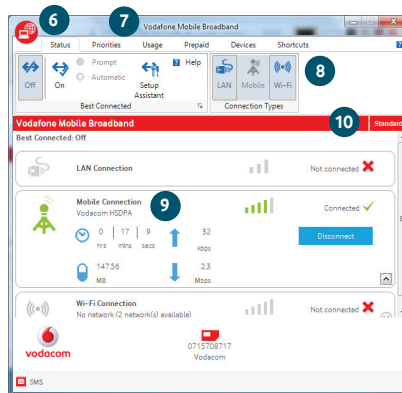 6 7
Vodafone Mobile Broadband
Status Priorities Usage Prepaid Devices Shortcuts ?
8
Off On Prompt Automatic Setup Assistant ? Help LAN Mobile Wi-Fi
Best Connected Connection Types
10
Vodafone Mobile Broadband Standard
Best Connected: Off
LAN Connection Not connected
Mobile Connection 9 Connected
Vodacom HSDPA
0 17 9 32
hrs mins secs kbps
Disconnect
147.56 2.3
MB Mbps
Wi-Fi Connection Not connected
No network (2 network(s) available)
vodacom
0715708717
Vodacom
SMS